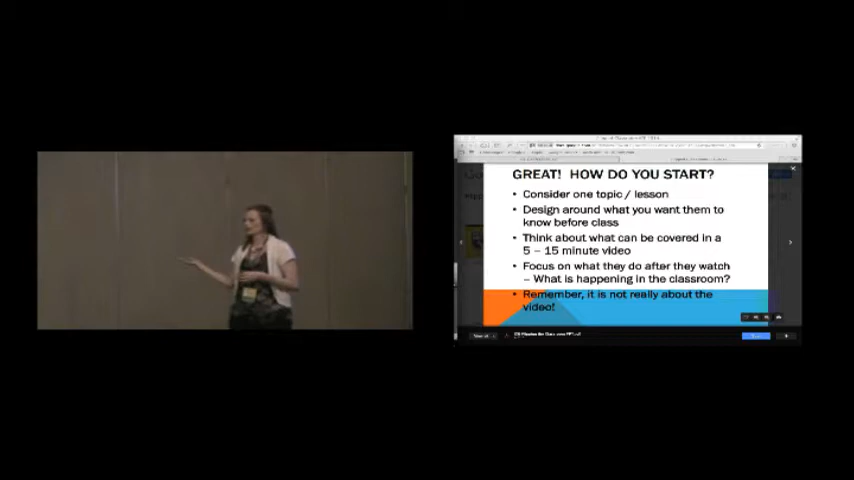 GREAT! HOW DO YOU START?
• Consider one topic / lesson
• Design around what you want them to
know before class
• Think about what can be covered in a
5 – 15 minute video
• Focus on what they do after they watch
– What is happening in the classroom?
• Remember, it is not really about the
video!